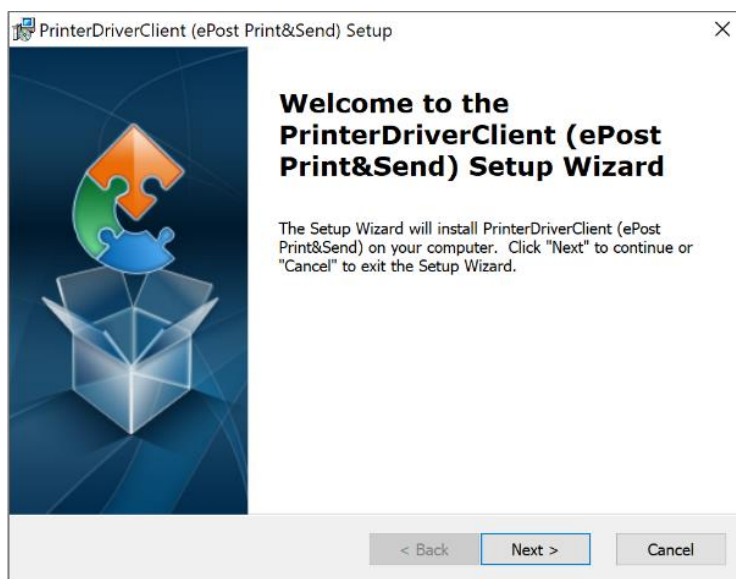 PrinterDriverClient (ePost Print&Send) Setup
Welcome to the
PrinterDriverClient (ePost
Print&Send) Setup Wizard
The Setup Wizard will install PrinterDriverClient (ePost
Print&Send) on your computer.  Click "Next" to continue or
"Cancel" to exit the Setup Wizard.
< Back
Next >
Cancel